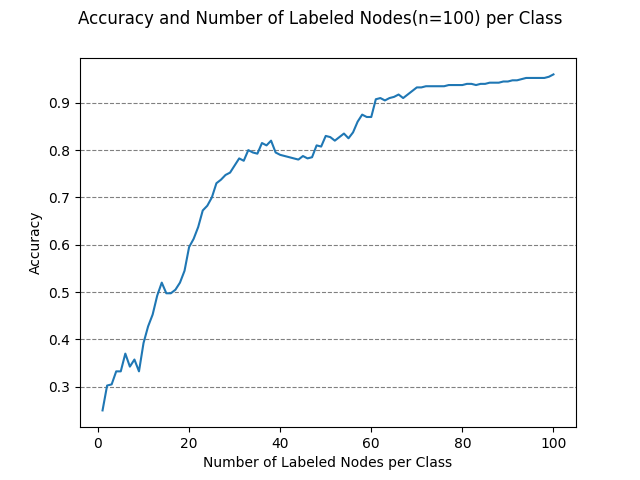 Accuracy and Number of Labeled Nodes(n=100) per Class
0.9
0.8
0.7
0.6
0.5
0.4
0.3
Accuracy
0 20 40 60 80 100
Number of Labeled Nodes per Class